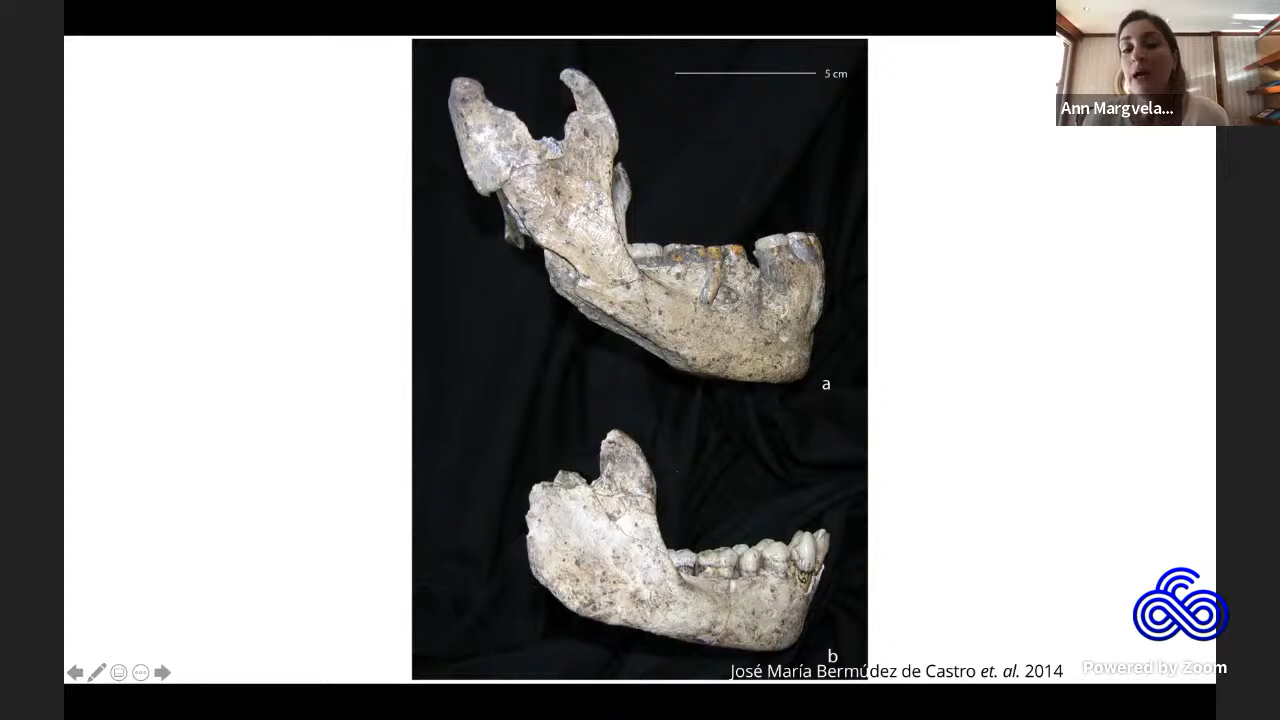 5 cm
Ann Margvela...
a
b
José María Bermúdez de Castro et. al. 2014
Powered by Zoom